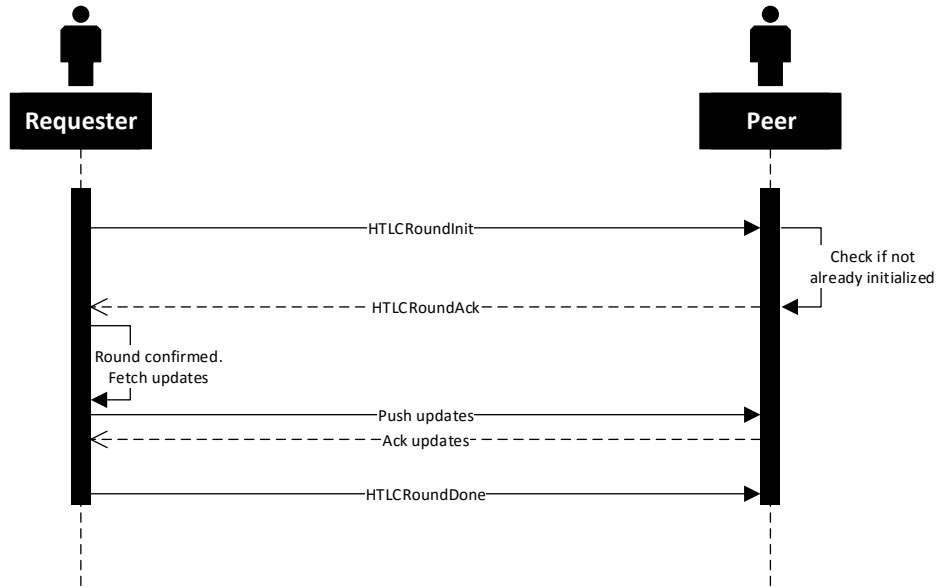 Requester
Peer
HTLCRoundInit
Check if not
already initialized
HTLCRoundAck
Round confirmed.
Fetch updates
Push updates
Ack updates
HTLCRoundDone